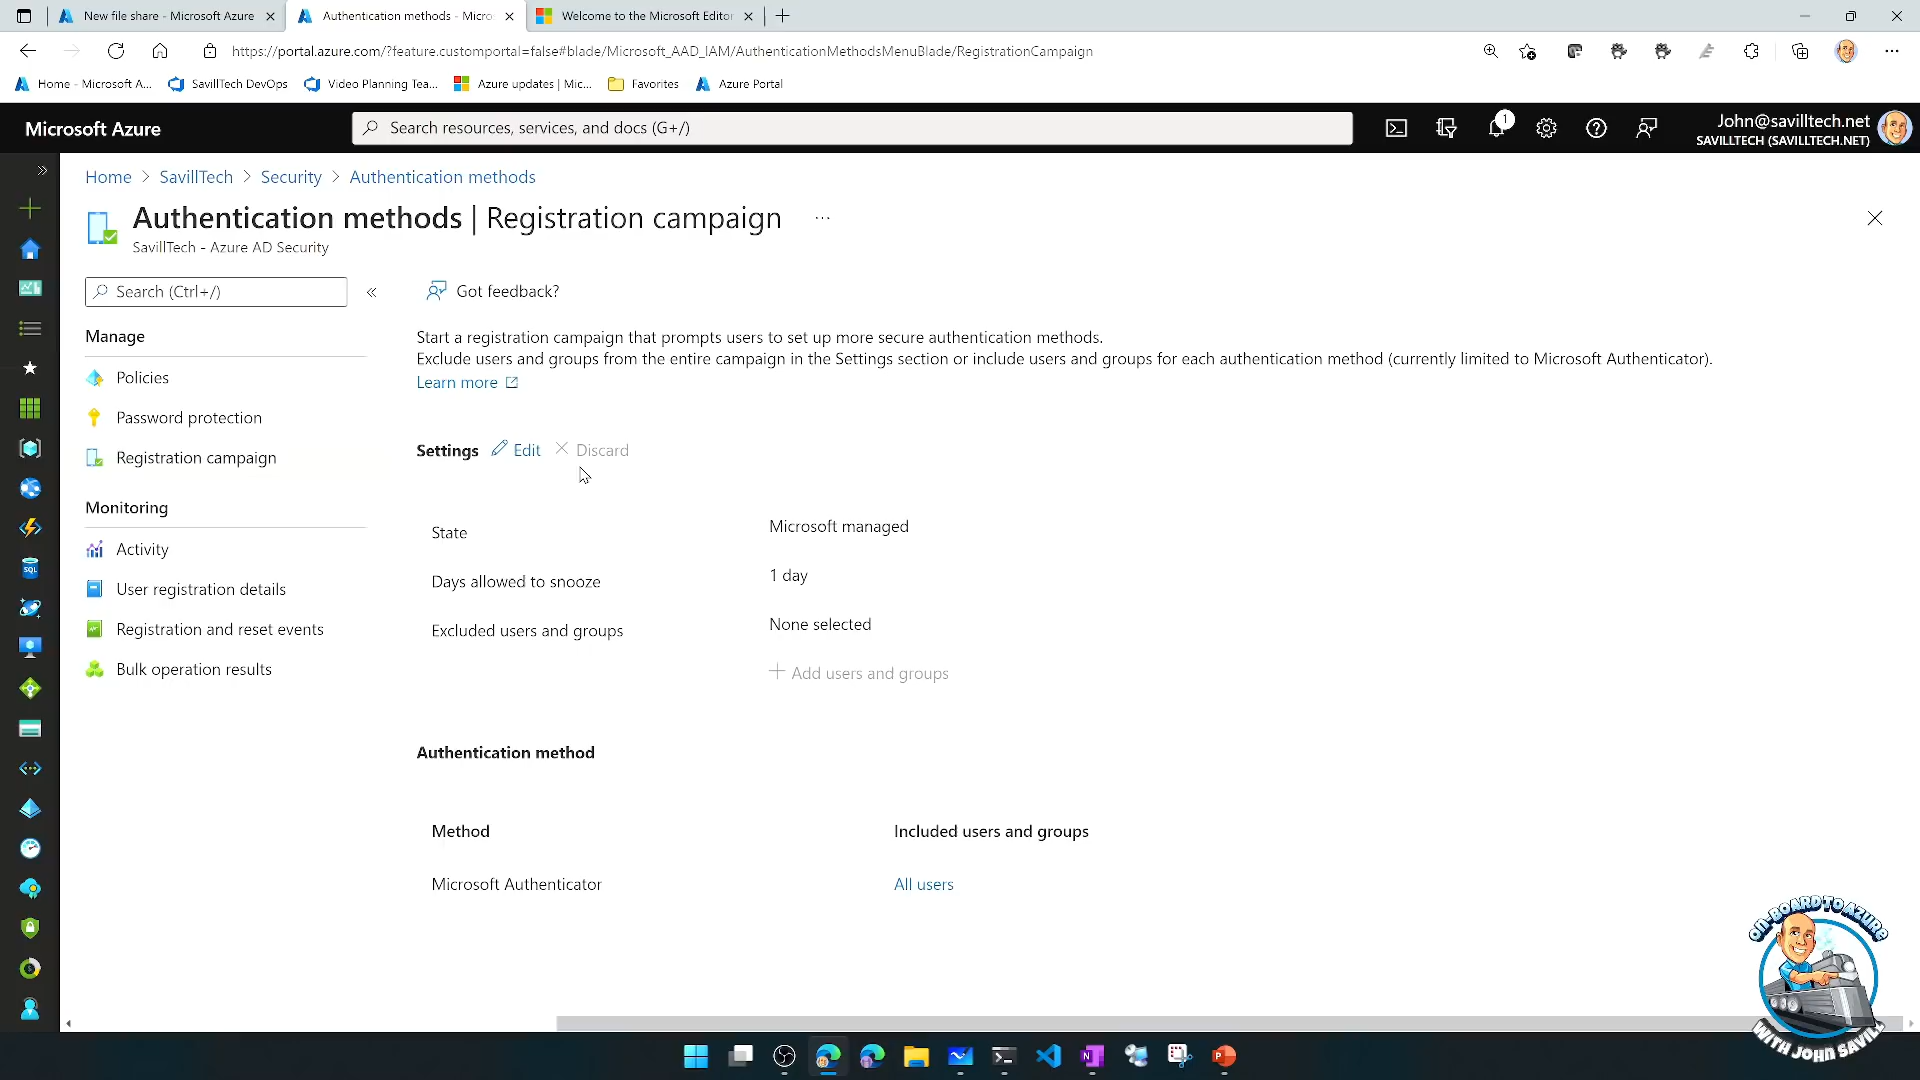 New file share - Microsoft Azure
Authentication methods - Micro
Welcome to the Microsoft Editor
https://portal.azure.com/?feature.customportal=false#blade/Microsoft_AAD_IAM/AuthenticationMethodsMenuBlade/RegistrationCampaign
Home - Microsoft A...
SavillTech DevOps
Video Planning Tea...
Azure updates | Mic...
Favorites
Azure Portal
Microsoft Azure
Search resources, services, and docs (G+/)
1
John@savilltech.net
SAVILLTECH (SAVILLTECH.NET)
Home > SavillTech > Security > Authentication methods
Authentication methods | Registration campaign ...
SavillTech - Azure AD Security
Search (Ctrl+/)
Got feedback?
Manage
Policies
Password protection
Registration campaign
Monitoring
Activity
User registration details
Registration and reset events
Bulk operation results
Start a registration campaign that prompts users to set up more secure authentication methods.
Exclude users and groups from the entire campaign in the Settings section or include users and groups for each authentication method (currently limited to Microsoft Authenticator).
Learn more
Settings Edit Discard
State Microsoft managed
Days allowed to snooze 1 day
Excluded users and groups None selected
Add users and groups
Authentication method
Method Included users and groups
Microsoft Authenticator All users
ON-BOARD TO AZURE
WITH JOHN SAVILL